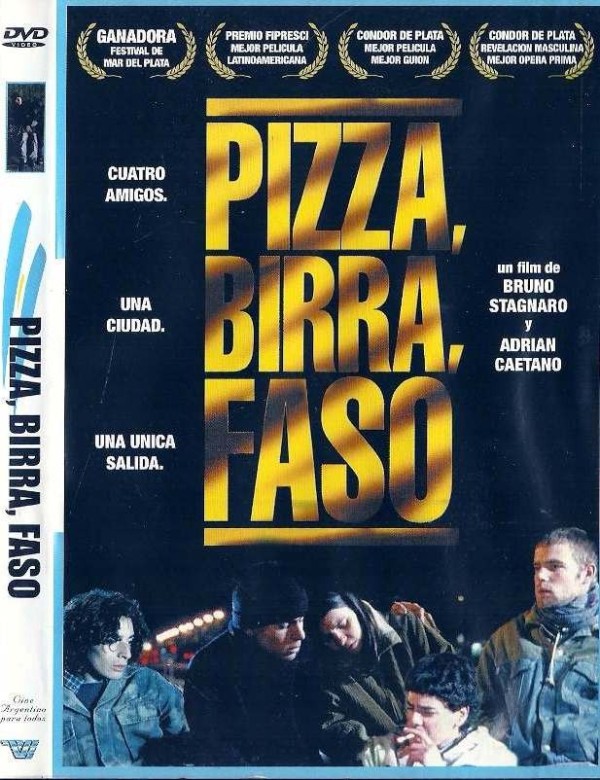 DVD
VIDEO
PIZZA, BIRRA, FASO
Cine
Argentino
para todos
GANADORA
FESTIVAL DE
MAR DEL PLATA
PREMIO FIPRESCI
MEJOR PELICULA
LATINOAMERICANA
CONDOR DE PLATA
MEJOR PELICULA
MEJOR GUION
CONDOR DE PLATA
REVELACION MASCULINA
MEJOR OPERA PRIMA
PIZZA,
BIRRA,
FASO
CUATRO
AMIGOS.
UNA
CIUDAD.
UNA UNICA
SALIDA.
un film de
BRUNO
STAGNARO
y
ADRIAN
CAETANO